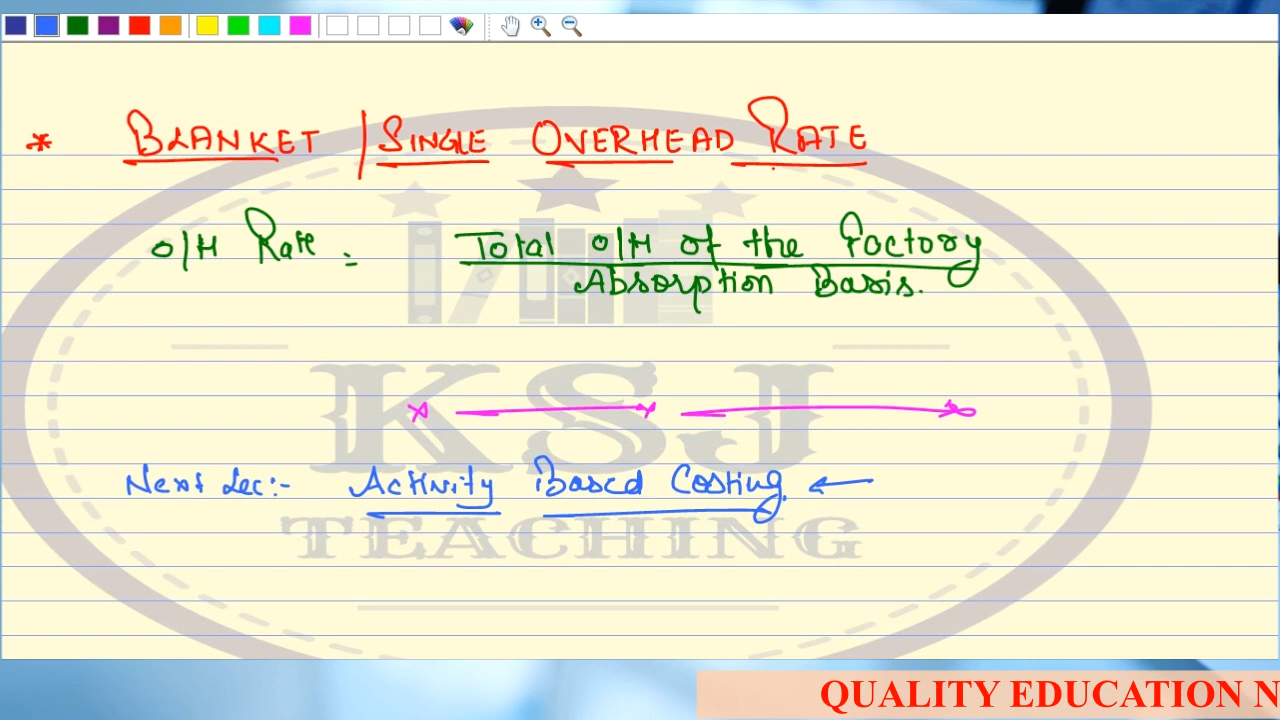 * BLANKET / SINGLE OVERHEAD RATE
O/H Rate = Total O/H of the Factory
Absorption Basis.
KSJ
Next Lec:- Activity Based Costing. ←
TEACHING
QUALITY EDUCATION N